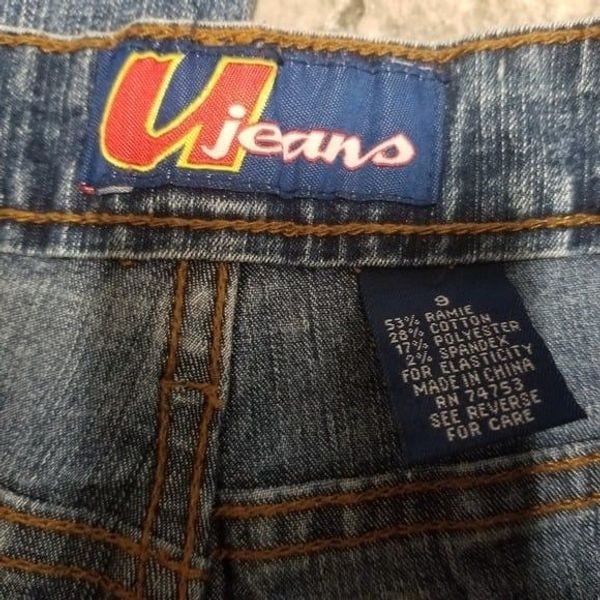 U jeans
9
53% RAMIE
28% COTTON
17% POLYESTER
2% SPANDEX
FOR ELASTICITY
MADE IN CHINA
RN 74753
SEE REVERSE
FOR CARE